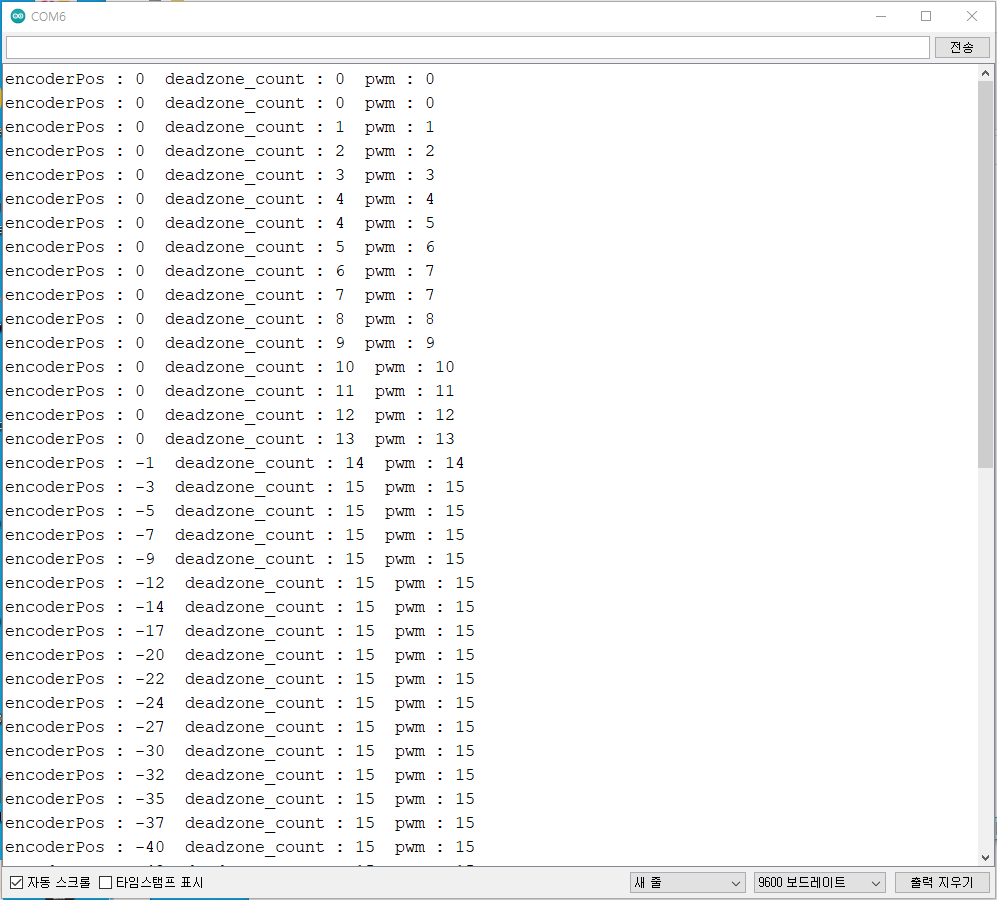 COM6
전송
encoderPos : 0  deadzone_count : 0  pwm : 0
encoderPos : 0  deadzone_count : 0  pwm : 0
encoderPos : 0  deadzone_count : 1  pwm : 1
encoderPos : 0  deadzone_count : 2  pwm : 2
encoderPos : 0  deadzone_count : 3  pwm : 3
encoderPos : 0  deadzone_count : 4  pwm : 4
encoderPos : 0  deadzone_count : 4  pwm : 5
encoderPos : 0  deadzone_count : 5  pwm : 6
encoderPos : 0  deadzone_count : 6  pwm : 7
encoderPos : 0  deadzone_count : 7  pwm : 7
encoderPos : 0  deadzone_count : 8  pwm : 8
encoderPos : 0  deadzone_count : 9  pwm : 9
encoderPos : 0  deadzone_count : 10  pwm : 10
encoderPos : 0  deadzone_count : 11  pwm : 11
encoderPos : 0  deadzone_count : 12  pwm : 12
encoderPos : 0  deadzone_count : 13  pwm : 13
encoderPos : -1  deadzone_count : 14  pwm : 14
encoderPos : -3  deadzone_count : 15  pwm : 15
encoderPos : -5  deadzone_count : 15  pwm : 15
encoderPos : -7  deadzone_count : 15  pwm : 15
encoderPos : -9  deadzone_count : 15  pwm : 15
encoderPos : -12  deadzone_count : 15  pwm : 15
encoderPos : -14  deadzone_count : 15  pwm : 15
encoderPos : -17  deadzone_count : 15  pwm : 15
encoderPos : -20  deadzone_count : 15  pwm : 15
encoderPos : -22  deadzone_count : 15  pwm : 15
encoderPos : -24  deadzone_count : 15  pwm : 15
encoderPos : -27  deadzone_count : 15  pwm : 15
encoderPos : -30  deadzone_count : 15  pwm : 15
encoderPos : -32  deadzone_count : 15  pwm : 15
encoderPos : -35  deadzone_count : 15  pwm : 15
encoderPos : -37  deadzone_count : 15  pwm : 15
encoderPos : -40  deadzone_count : 15  pwm : 15
자동 스크롤 타임스탬프 표시 새 줄 9600 보드레이트 출력 지우기